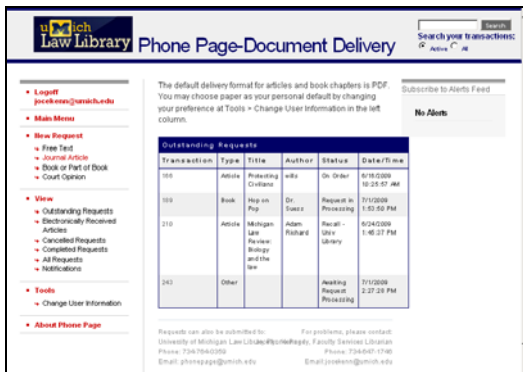 uMich
Law Library
Phone Page-Document Delivery
Search
Search your transactions:
Active All
Logoff
jocekenn@umich.edu
Main Menu
New Request
Free Text
Journal Article
Book or Part of Book
Court Opinion
View
Outstanding Requests
Electronically Received
Articles
Cancelled Requests
Completed Requests
All Requests
Notifications
Tools
Change User Information
About Phone Page
The default delivery format for articles and book chapters is PDF.
You may choose paper as your personal default by changing
your preference at Tools > Change User Information in the left
column.
Subscribe to Alerts Feed
No Alerts
Outstanding Requests
Transaction Type Title Author Status Date/Time
Article Protesting Civilians wills On Order 6/18/2009 10:25:57 AM
Book Hop on Pop Dr. Suess Request in Processing 7/1/2009 1:53:50 PM
210 Article Michigan Law Review: Biology and the law Adam Richard Recall - Univ Library 6/24/2009 1:45:37 PM
243 Other Awaiting Request Processing 7/1/2009 2:27:28 PM
Requests can also be submitted to:
University of Michigan Law Library
Phone: 734-764-0359
Email: phonepage@umich.edu
For problems, please contact:
Faculty Services Librarian
Phone: 734-647-1746
Email: jocekenn@umich.edu